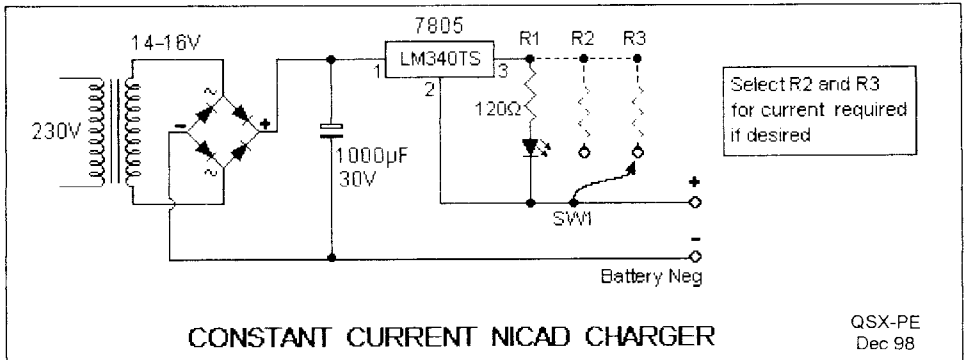 7805
14-16V
R1
R2
R3
LM340TS
1
3
2
Select R2 and R3
for current required
if desired
120Ω
~
-
+
230V
1000µF
30V
~
+
SW1
-
Battery Neg
CONSTANT CURRENT NICAD CHARGER
QSX-PE
Dec 98